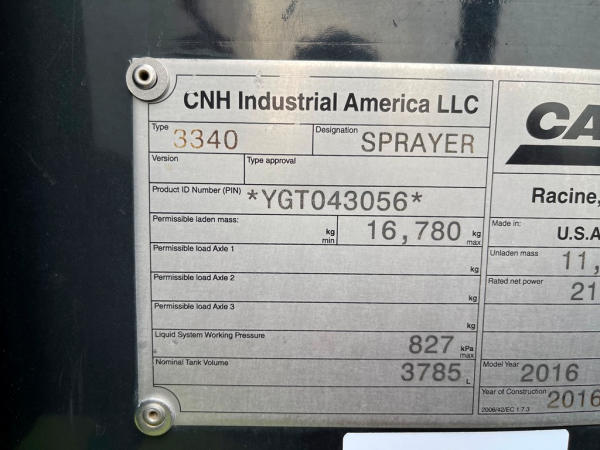 CNH Industrial America LLC
Type 3340 Designation SPRAYER
Version Type approval
Product ID Number (PIN) *YGT043056*
Permissible laden mass: kg min 16,780 kg max
Permissible load Axle 1 kg
Permissible load Axle 2 kg
Permissible load Axle 3 kg
Liquid System Working Pressure 827 kPa max
Nominal Tank Volume 3785 L
CA
Racine,
Made in: U.S.A
Unladen mass 11,
Rated net power 21
Model Year 2016
Year of Construction 2016
2006/42/EC 1.7.3